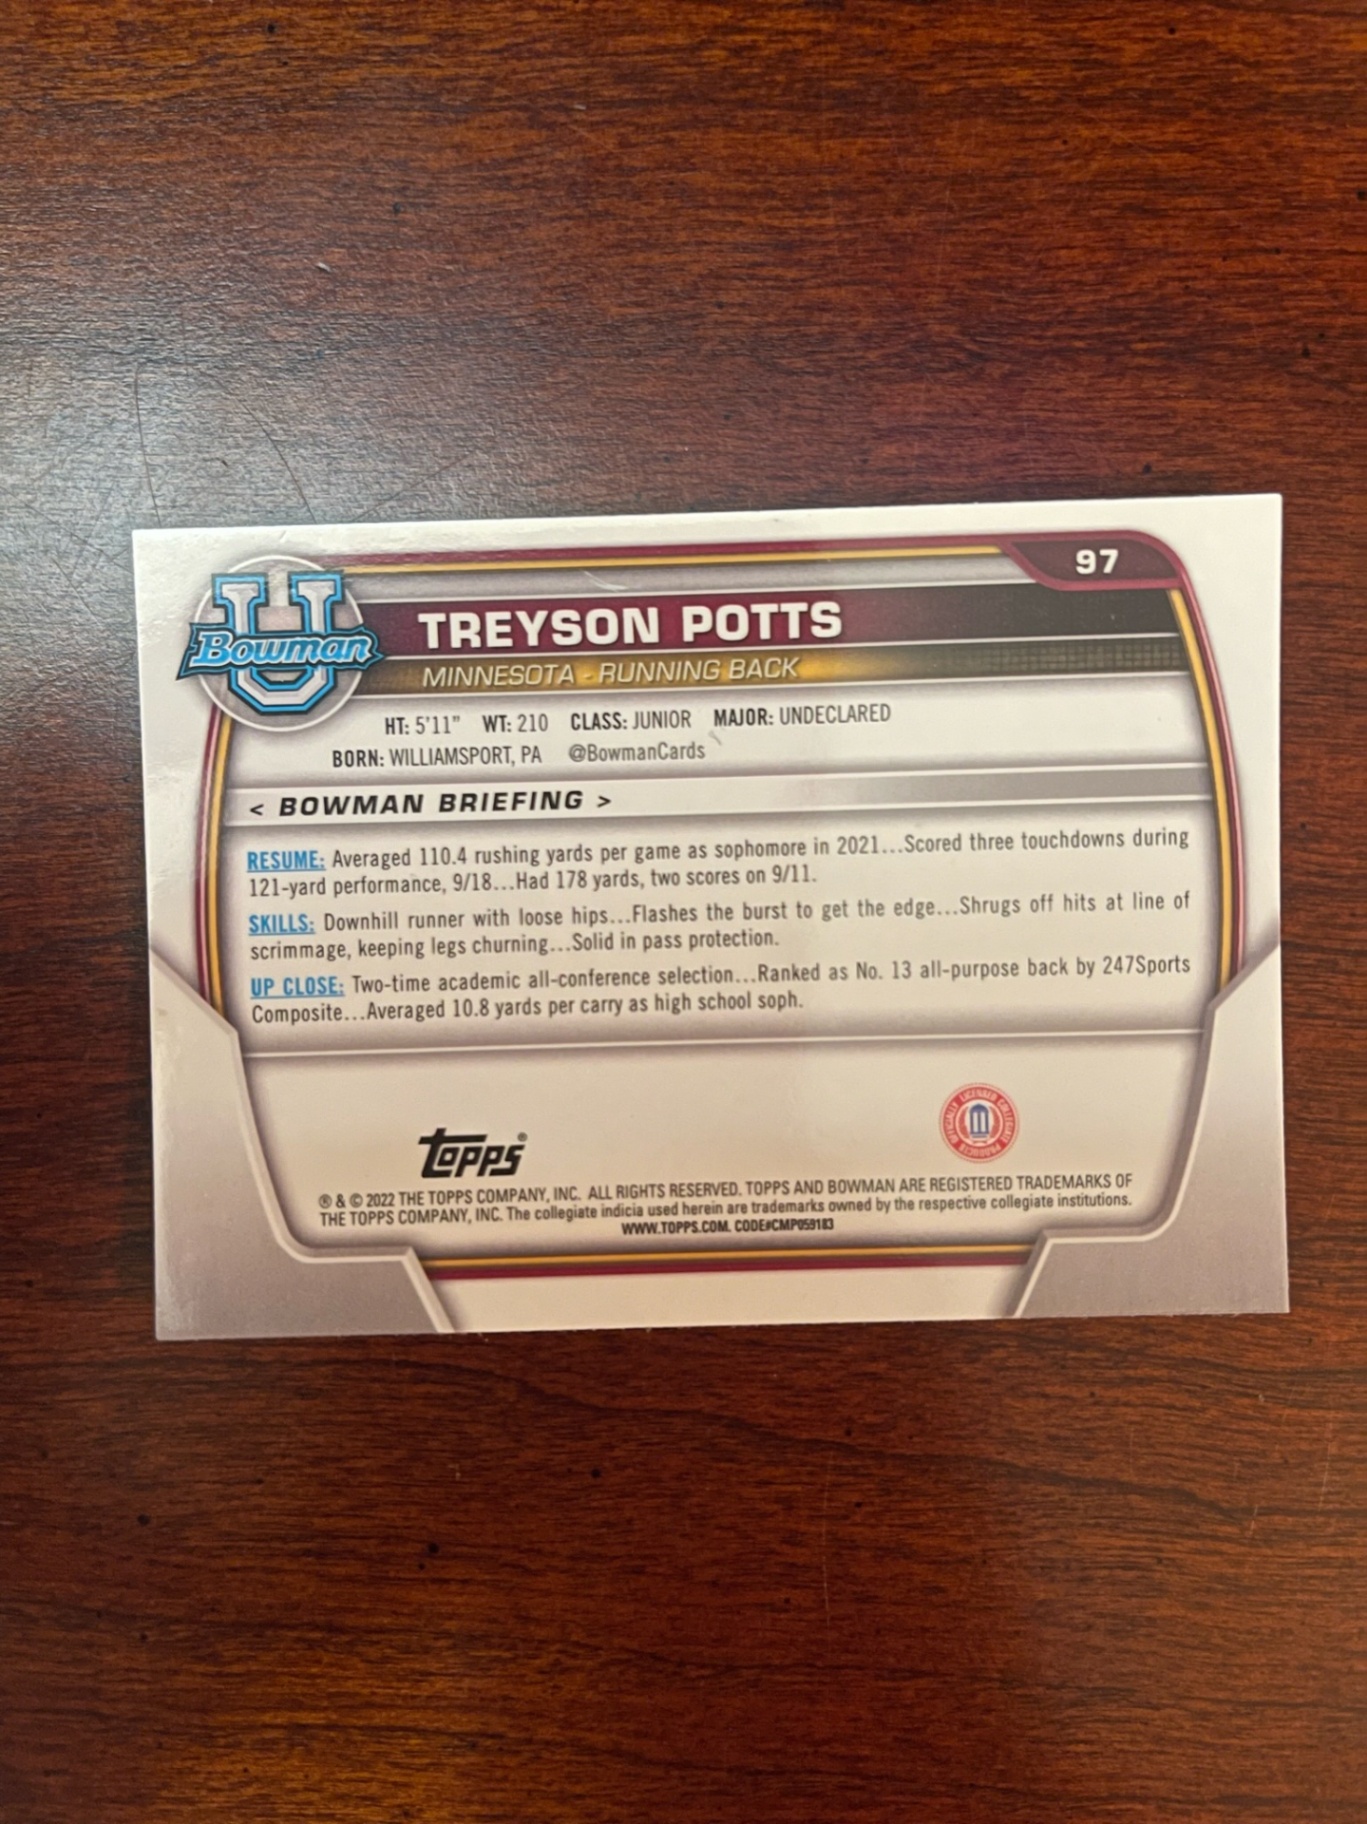 97
U
Bowman
TREYSON POTTS
MINNESOTA - RUNNING BACK
HT: 5'11" WT: 210 CLASS: JUNIOR MAJOR: UNDECLARED
BORN: WILLIAMSPORT, PA @BowmanCards
< BOWMAN BRIEFING >
RESUME: Averaged 110.4 rushing yards per game as sophomore in 2021...Scored three touchdowns during
121-yard performance, 9/18...Had 178 yards, two scores on 9/11.
SKILLS: Downhill runner with loose hips...Flashes the burst to get the edge...Shrugs off hits at line of
scrimmage, keeping legs churning...Solid in pass protection.
UP CLOSE: Two-time academic all-conference selection...Ranked as No. 13 all-purpose back by 247Sports
Composite...Averaged 10.8 yards per carry as high school soph.
Topps®
OFFICIALLY LICENSED COLLEGIATE PRODUCTS
® & © 2022 THE TOPPS COMPANY, INC. ALL RIGHTS RESERVED. TOPPS AND BOWMAN ARE REGISTERED TRADEMARKS OF
THE TOPPS COMPANY, INC. The collegiate indicia used herein are trademarks owned by the respective collegiate institutions.
WWW.TOPPS.COM. CODE#CMP059183